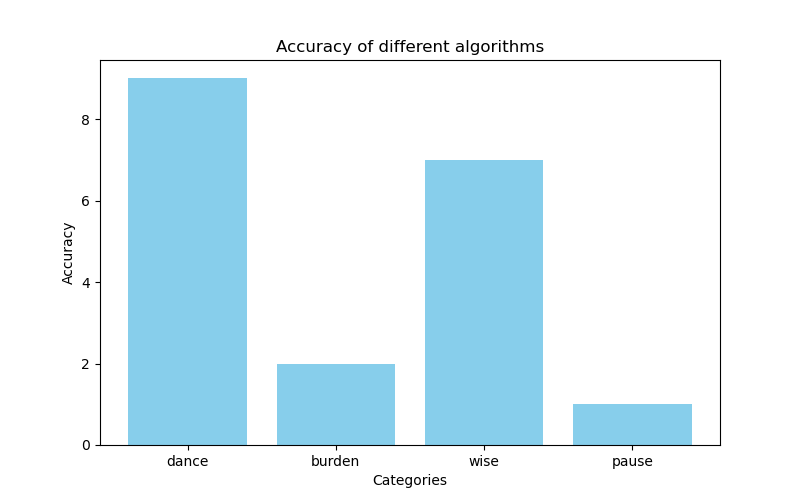 Accuracy of different algorithms
Accuracy
8
6
4
2
0
dance burden wise pause
Categories